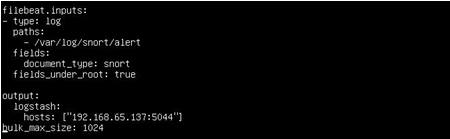 filebeat.inputs:
- type: log
  paths:
    - /var/log/snort/alert
  fields:
    document_type: snort
  fields_under_root: true

output:
  logstash:
    hosts: ["192.168.65.137:5044"]
bulk_max_size: 1024